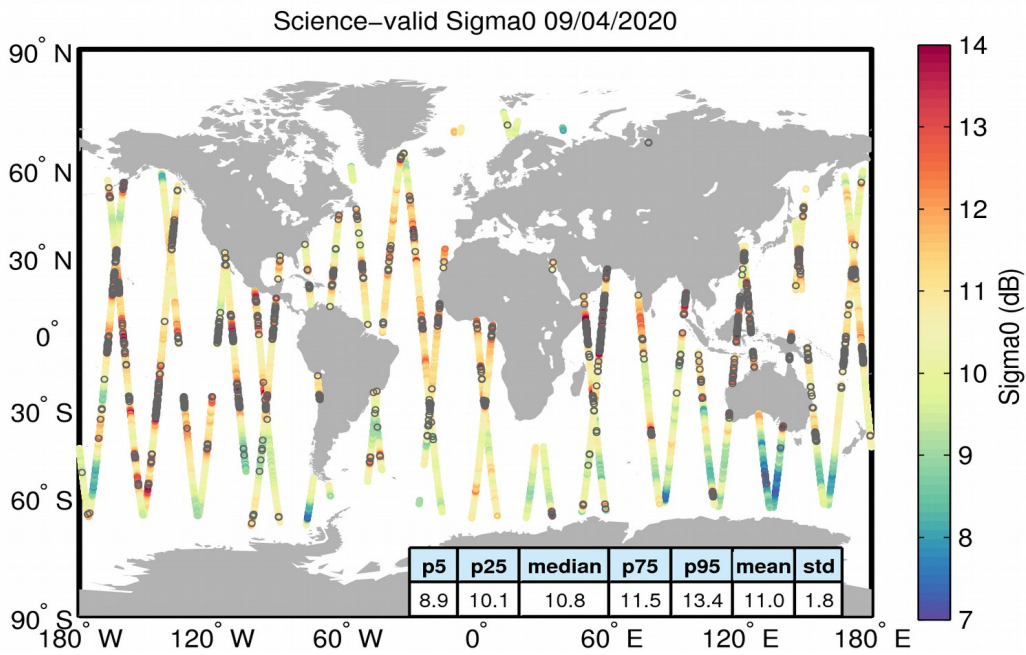 Science−valid Sigma0 09/04/2020
90° N
60° N
30° N
0°
30° S
60° S
90° S
180° W
120° W
60° W
0°
60° E
120° E
180° E
p5 p25 median p75 p95 mean std
8.9 10.1 10.8 11.5 13.4 11.0 1.8
14
13
12
11
10
9
8
7
Sigma0 (dB)